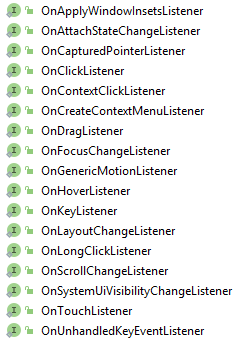 OnApplyWindowInsetsListener
OnAttachStateChangeListener
OnCapturedPointerListener
OnClickListener
OnContextClickListener
OnCreateContextMenuListener
OnDragListener
OnFocusChangeListener
OnGenericMotionListener
OnHoverListener
OnKeyListener
OnLayoutChangeListener
OnLongClickListener
OnScrollChangeListener
OnSystemUiVisibilityChangeListener
OnTouchListener
OnUnhandledKeyEventListener